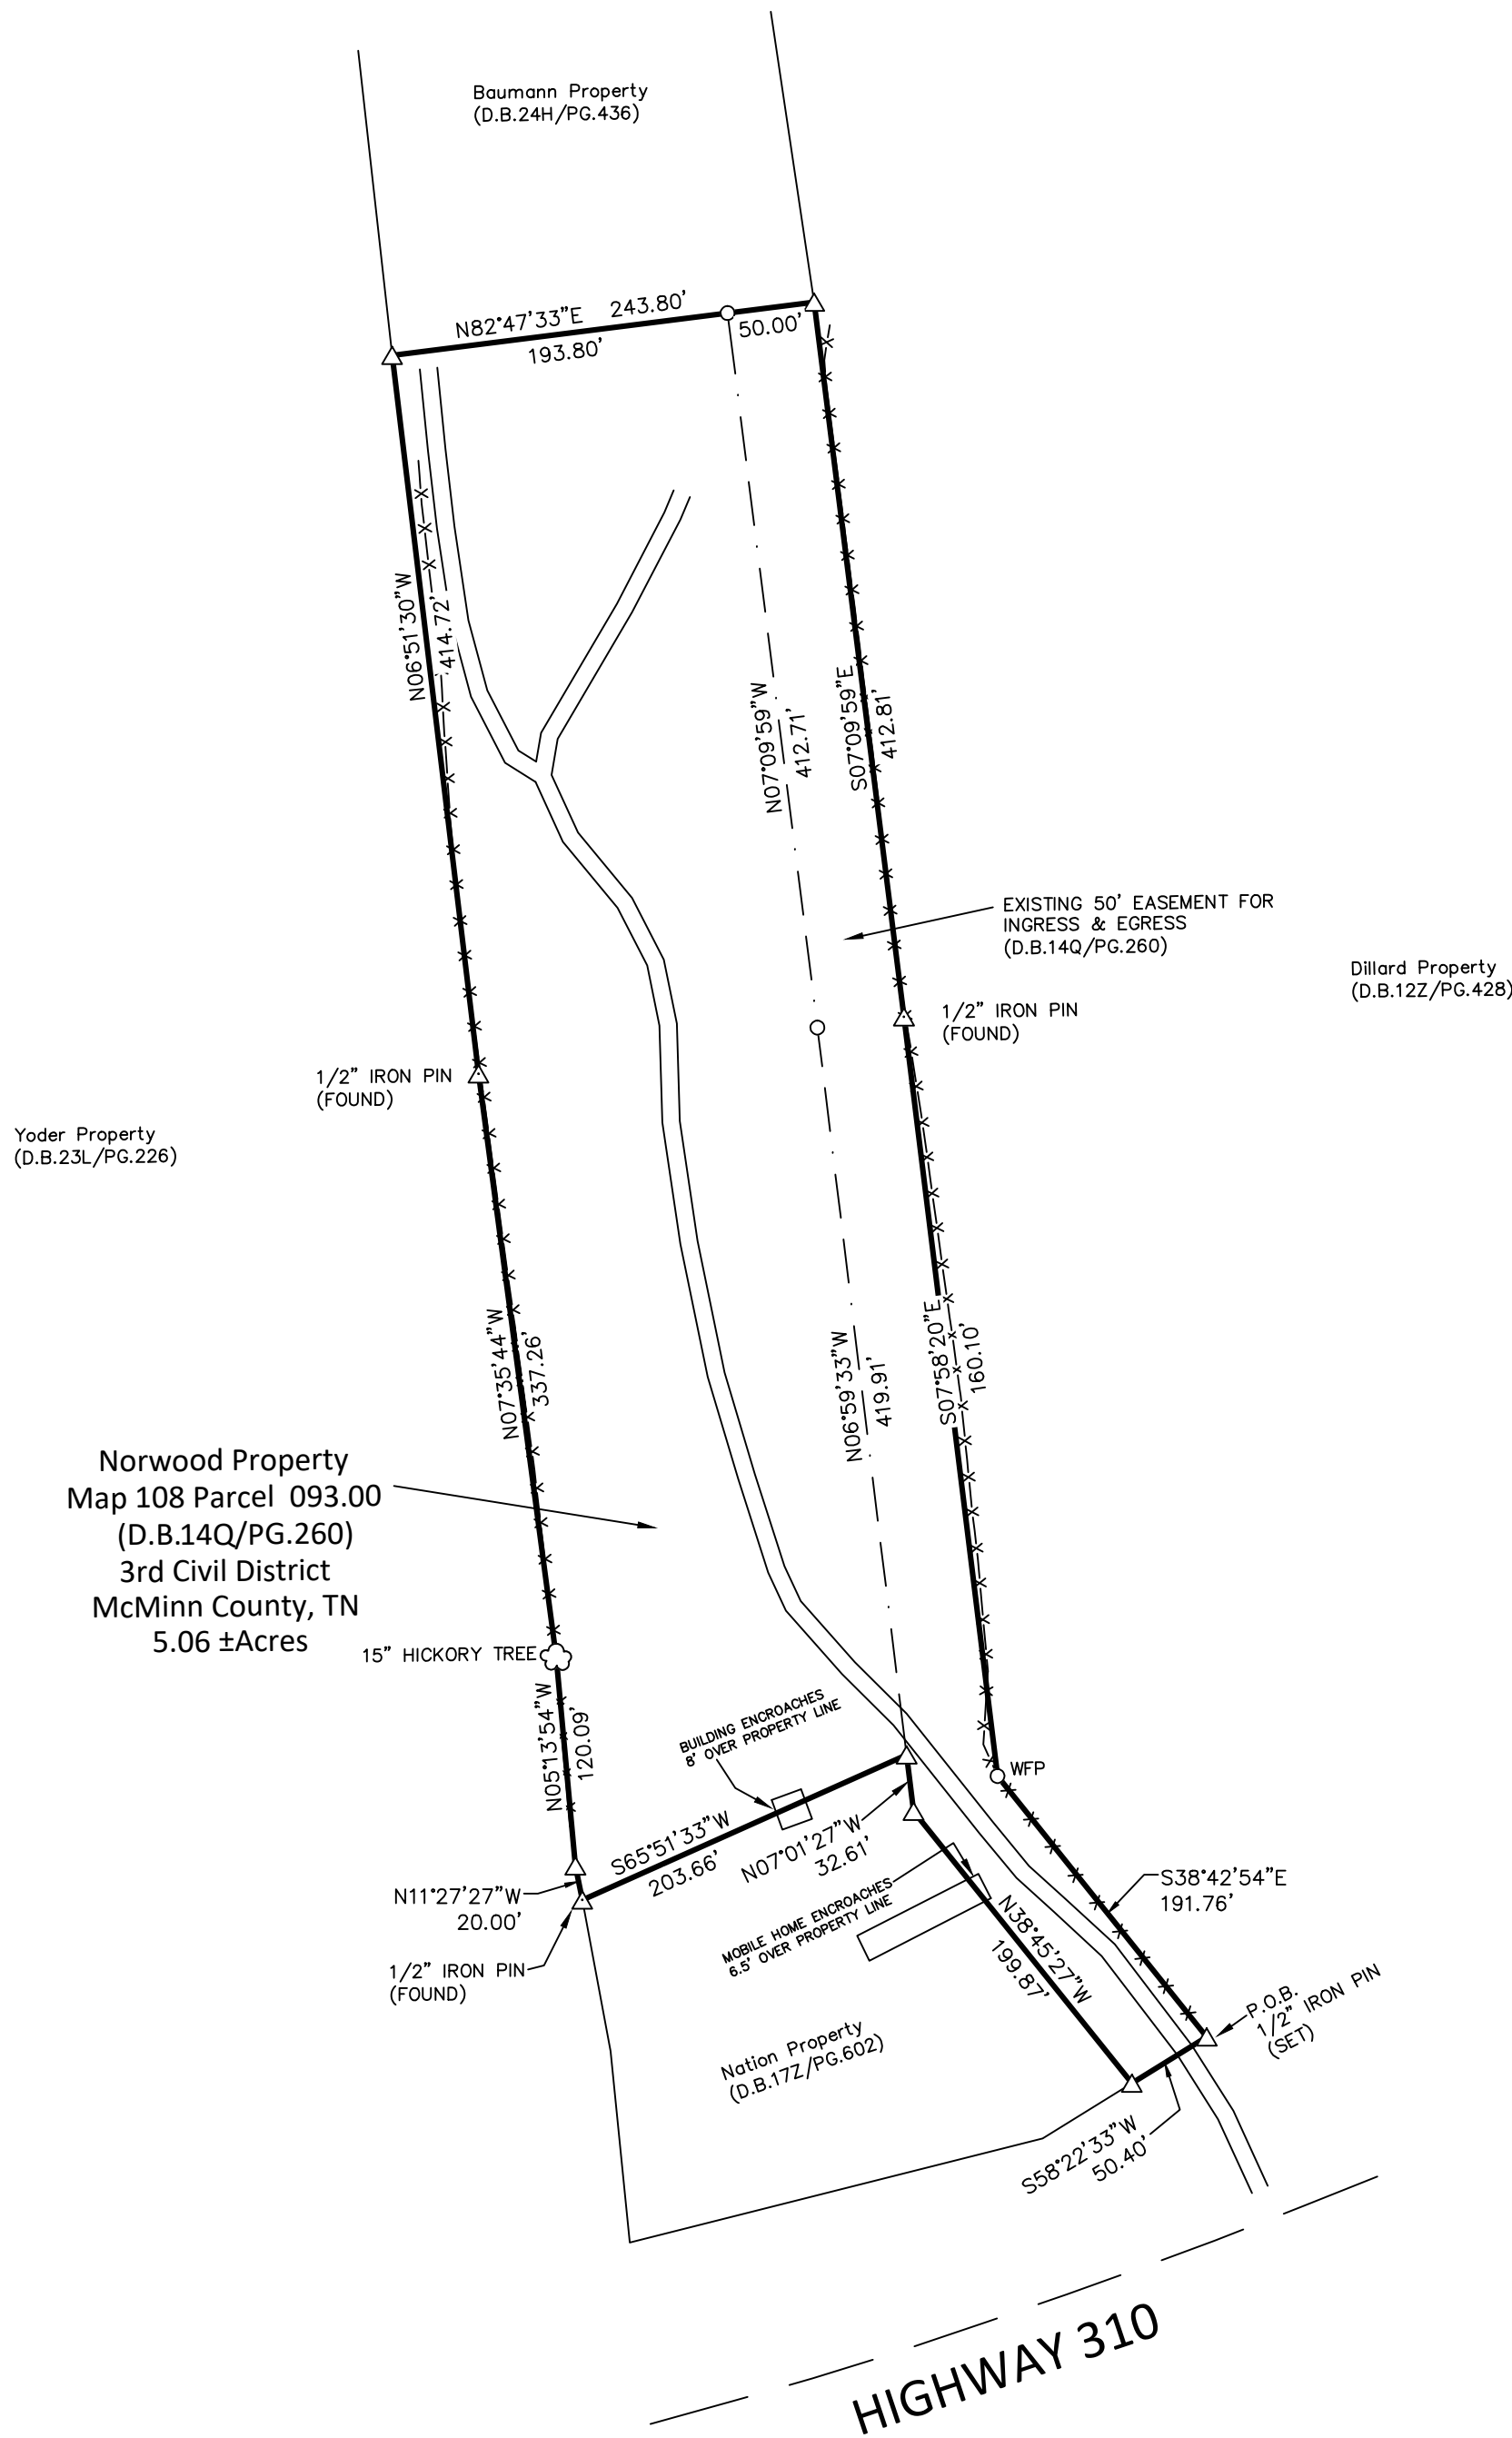 Baumann Property
(D.B.24H/PG.436)
N82°47'33"E 243.80'
193.80'
50.00'
N06°51'30"W
414.72'
N07°09'59"W
412.71'
S07°09'59"E
412.81'
EXISTING 50' EASEMENT FOR
INGRESS & EGRESS
(D.B.14Q/PG.260)
Dillard Property
(D.B.12Z/PG.428)
1/2" IRON PIN
(FOUND)
1/2" IRON PIN
(FOUND)
Yoder Property
(D.B.23L/PG.226)
N07°35'44"W
337.26'
N06°59'33"W
419.91'
S07°58'20"E
160.10'
Norwood Property
Map 108 Parcel 093.00
(D.B.14Q/PG.260)
3rd Civil District
McMinn County, TN
5.06 ±Acres
15" HICKORY TREE
N05°13'54"W
120.09'
BUILDING ENCROACHES
8' OVER PROPERTY LINE
WFP
S65°51'33"W
203.66'
N07°01'27"W
32.61'
N11°27'27"W
20.00'
1/2" IRON PIN
(FOUND)
MOBILE HOME ENCROACHES
6.5' OVER PROPERTY LINE
N38°45'27"W
199.87'
S38°42'54"E
191.76'
P.O.B.
1/2" IRON PIN
(SET)
Nation Property
(D.B.17Z/PG.602)
S58°22'33"W
50.40'
HIGHWAY 310